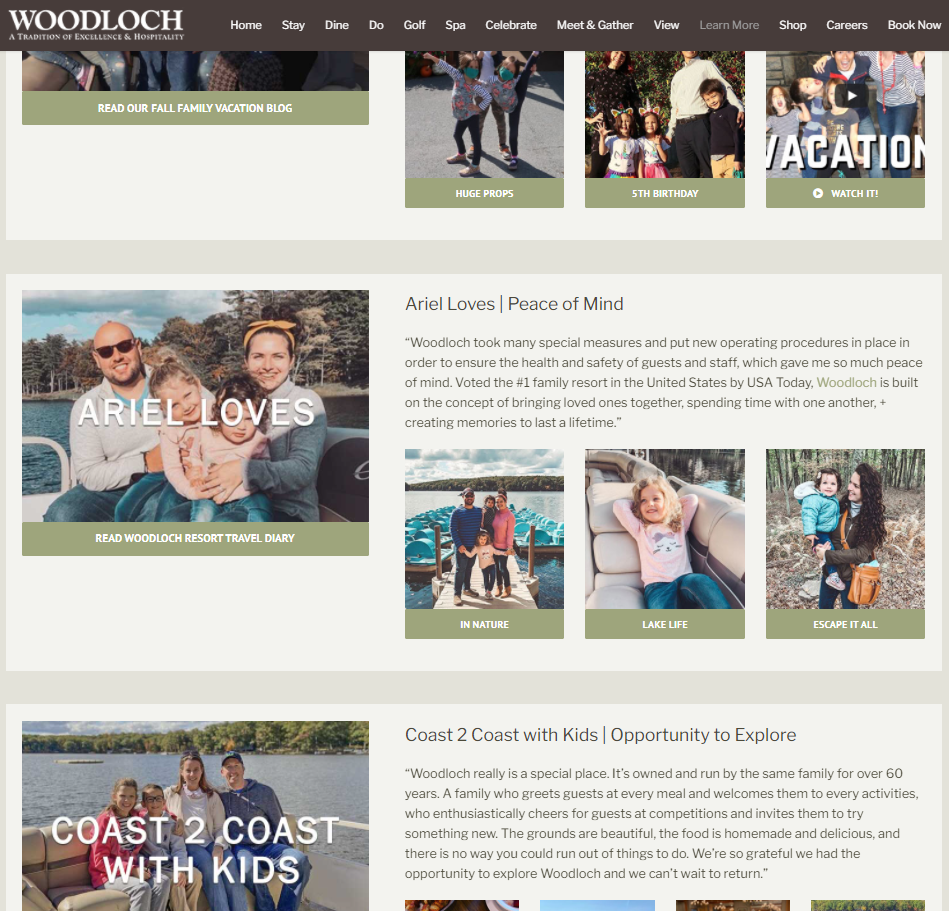 WOODLOCH
A TRADITION OF EXCELLENCE & HOSPITALITY
Home Stay Dine Do Golf Spa Celebrate Meet & Gather View Learn More Shop Careers Book Now
READ OUR FALL FAMILY VACATION BLOG
VACATION
HUGE PROPS
5TH BIRTHDAY
WATCH IT!
ARIEL LOVES
READ WOODLOCH RESORT TRAVEL DIARY
Ariel Loves | Peace of Mind
“Woodloch took many special measures and put new operating procedures in place in
order to ensure the health and safety of guests and staff, which gave me so much peace
of mind. Voted the #1 family resort in the United States by USA Today, Woodloch is built
on the concept of bringing loved ones together, spending time with one another, +
creating memories to last a lifetime.”
IN NATURE
LAKE LIFE
ESCAPE IT ALL
COAST 2 COAST
WITH KIDS
Coast 2 Coast with Kids | Opportunity to Explore
“Woodloch really is a special place. It’s owned and run by the same family for over 60
years. A family who greets guests at every meal and welcomes them to every activities,
who enthusiastically cheers for guests at competitions and invites them to try
something new. The grounds are beautiful, the food is homemade and delicious, and
there is no way you could run out of things to do. We’re so grateful we had the
opportunity to explore Woodloch and we can’t wait to return.”